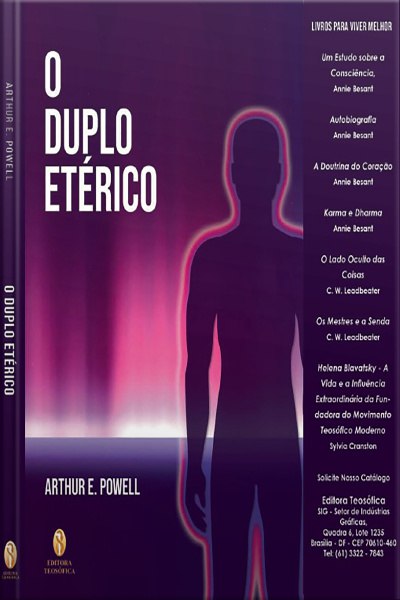 ARTHUR E. POWELL
O DUPLO ETÉRICO
EDITORA
TEOSÓFICA
O
DUPLO
ETÉRICO
ARTHUR E. POWELL
EDITORA
TEOSÓFICA
LIVROS PARA VIVER MELHOR
Um Estudo sobre a
Consciência,
Annie Besant
Autobiografia
Annie Besant
A Doutrina do Coração
Annie Besant
Karma e Dharma
Annie Besant
O Lado Oculto das
Coisas
C. W. Leadbeater
Os Mestres e a Senda
C. W. Leadbeater
Helena Blavatsky - A
Vida e a Influência
Extraordinária da Fun-
dadora do Movimento
Teosófico Moderno
Sylvia Cranston
Solicite Nosso Catálogo
Editora Teosófica
SIG - Setor de Indústrias
Gráficas,
Quadra 6, Lote 1235
Brasília - DF - CEP 70610-460
Tel: (61) 3322 - 7843